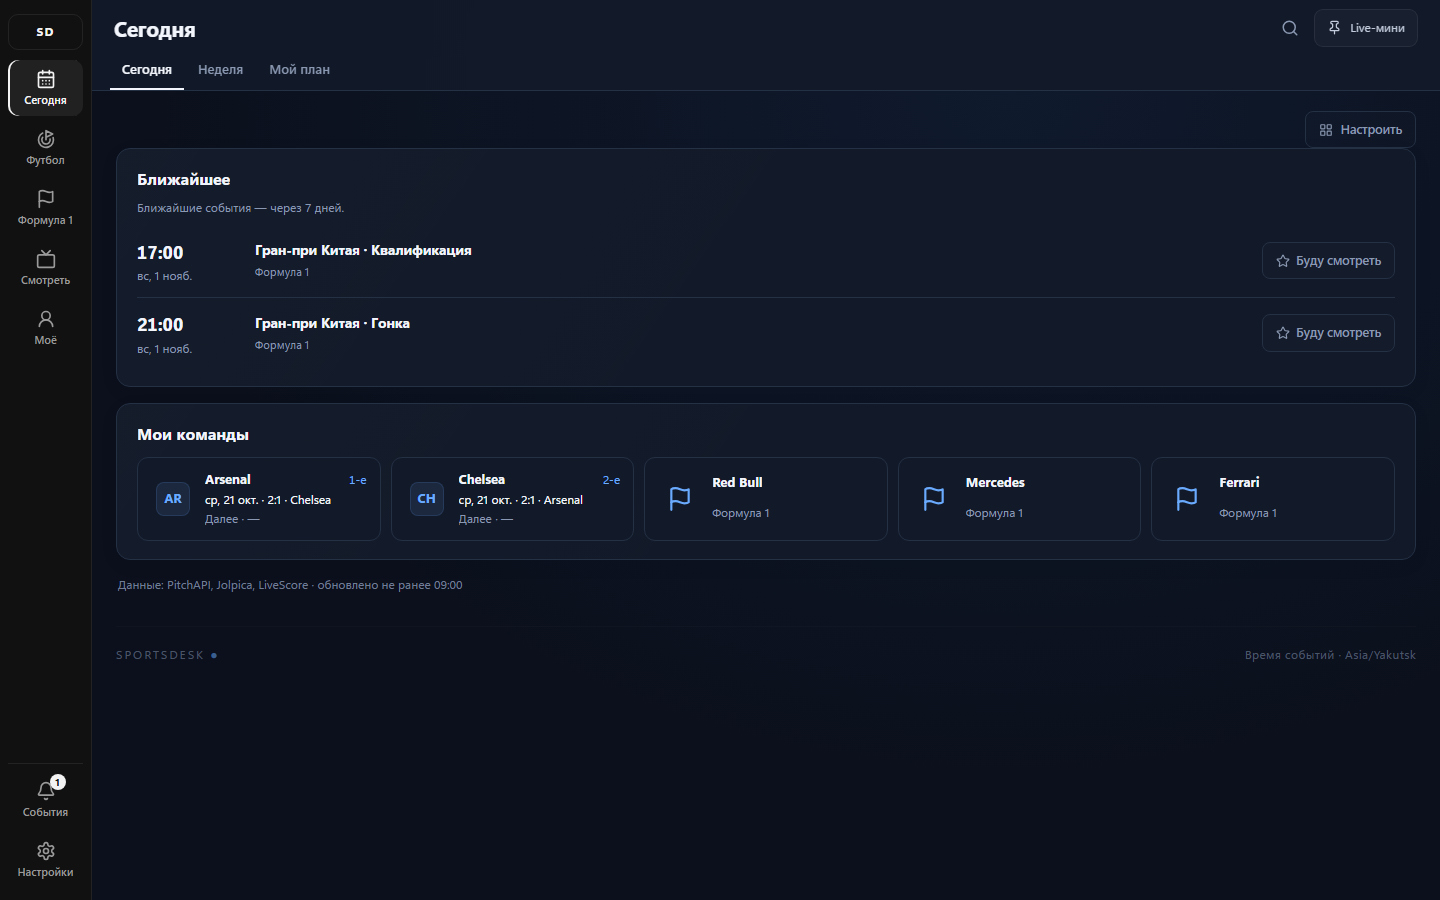 SD
Сегодня
Live-мини
Сегодня
Неделя
Мой план
Сегодня
Футбол
Формула 1
Смотреть
Моё
Настроить
Ближайшее
Ближайшие события — через 7 дней.
17:00
вс, 1 нояб.
Гран-при Китая · Квалификация
Формула 1
Буду смотреть
21:00
вс, 1 нояб.
Гран-при Китая · Гонка
Формула 1
Буду смотреть
Мои команды
AR
Arsenal
1-е
ср, 21 окт. · 2:1 · Chelsea
Далее · —
CH
Chelsea
2-е
ср, 21 окт. · 2:1 · Arsenal
Далее · —
Red Bull
Формула 1
Mercedes
Формула 1
Ferrari
Формула 1
Данные: PitchAPI, Jolpica, LiveScore · обновлено не ранее 09:00
SPORTSDESK
Время событий · Asia/Yakutsk
1
События
Настройки